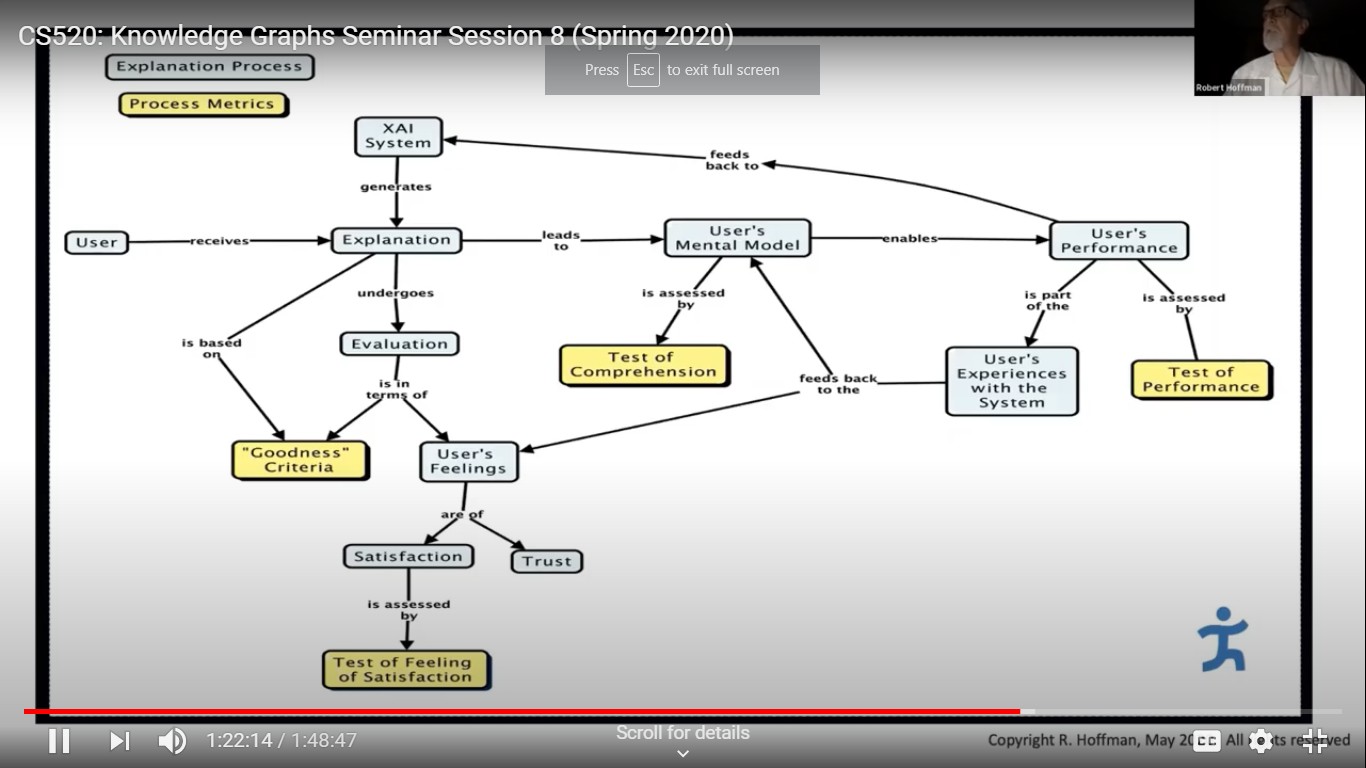 CS520: Knowledge Graphs Seminar Session 8 (Spring 2020)
Press Esc to exit full screen
Robert Hoffman
Explanation Process
Process Metrics
XAI
System
feeds
back to
generates
User
receives
Explanation
leads
to
User's
Mental Model
enables
User's
Performance
undergoes
is assessed
by
is part
of the
is assessed
by
is based
on
Evaluation
Test of
Comprehension
User's
Experiences
with the
System
Test of
Performance
is in
terms of
feeds back
to the
"Goodness"
Criteria
User's
Feelings
are of
Satisfaction
Trust
is assessed
by
Test of Feeling
of Satisfaction
1:22:14 / 1:48:47
Scroll for details
Copyright R. Hoffman, May All reserved